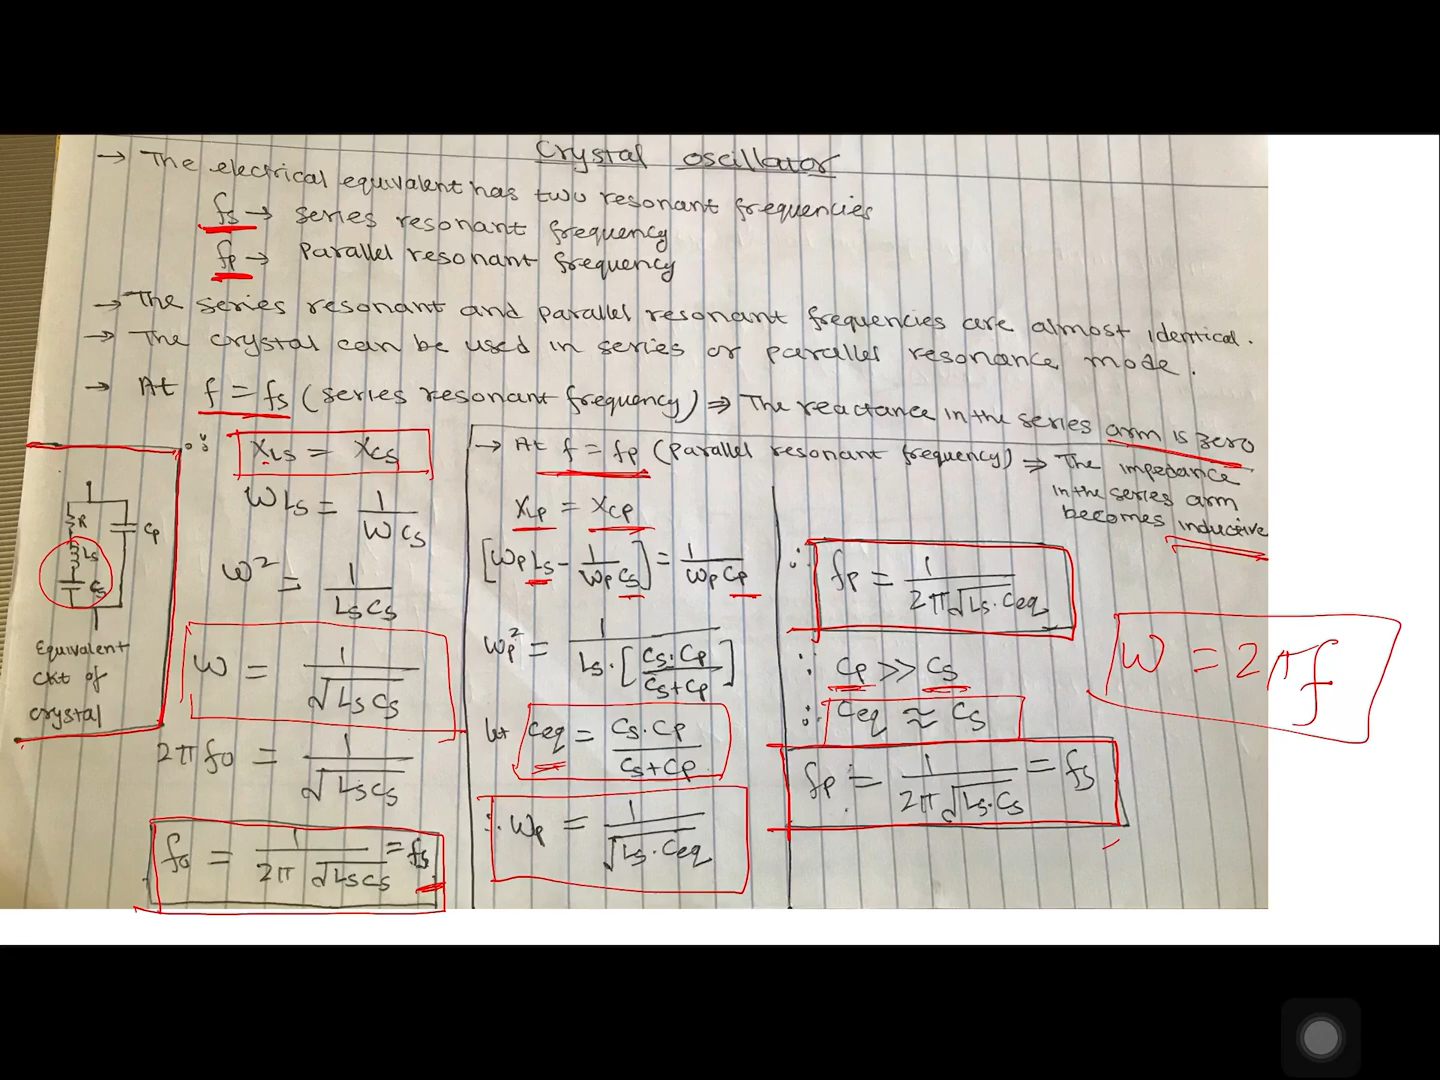 Crystal oscillator
→ The electrical equivalent has two resonant frequencies
fs → series resonant frequency
fp → Parallel resonant frequency
→ The series resonant and parallel resonant frequencies are almost identical.
→ The crystal can be used in series or parallel resonance mode.
→ At f = fs (series resonant frequency) ⇒ The reactance in the series arm is zero
∴ XLs = XCs
ωLs = 1/ωCs
ω² = 1/LsCs
ω = 1/√LsCs
2πfo = 1/√LsCs
fo = 1/2π√LsCs = fs
R
Ls
Cs
Cp
Equivalent
ckt of
crystal
→ At f = fp (parallel resonant frequency) ⇒ The impedance
in the series arm
becomes inductive
XLp = XCp
[ωpLs - 1/ωpCs] = 1/ωpCp
ωp² = 1/Ls·[Cs·Cp/Cs+Cp]
let Ceq = Cs·Cp/Cs+Cp
∴ ωp = 1/√Ls·Ceq
∴ fp = 1/2π√Ls·Ceq
∵ Cp >> Cs
∴ Ceq ≈ Cs
fp = 1/2π√Ls·Cs = fs
ω = 2πf